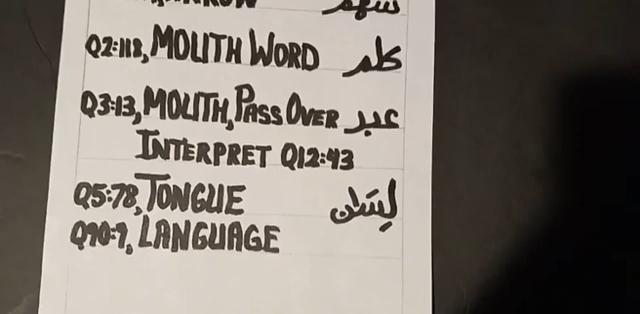 Q2:118, MOUTH WORD كلم
Q3:13, MOUTH, PASS OVER عبر
INTERPRET Q12:43
Q5:78, TONGUE لِسَان
Q90:9, LANGUAGE